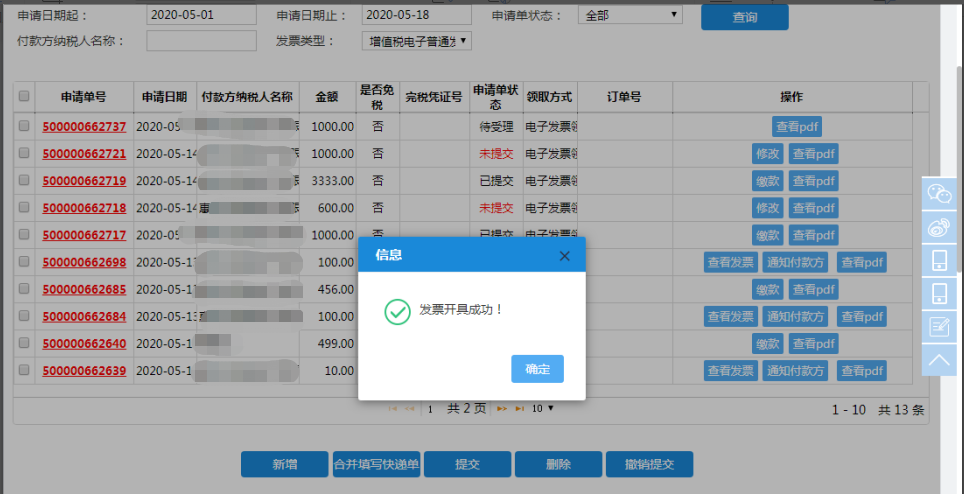 申请日期起： 2020-05-01 申请日期止： 2020-05-18 申请单状态： 全部 查询
付款方纳税人名称： 发票类型： 增值税电子普通发
申请单号 申请日期 付款方纳税人名称 金额 是否免税 完税凭证号 申请单状态 领取方式 订单号 操作
500000662737 2020-05 1000.00 否 待受理 电子发票领 查看pdf
500000662721 2020-05-14 1000.00 否 未提交 电子发票领 修改 查看pdf
500000662719 2020-05-14 3333.00 否 已提交 电子发票领 缴款 查看pdf
500000662718 2020-05-14 600.00 否 未提交 电子发票领 修改 查看pdf
500000662717 2020-05 1000.00 否 已提交 电子发票领 缴款 查看pdf
500000662698 2020-05-1 100.00 查看发票 通知付款方 查看pdf
500000662685 2020-05-1 456.00 缴款 查看pdf
500000662684 2020-05-13 100.00 查看发票 通知付款方 查看pdf
500000662640 2020-05-1 499.00 缴款 查看pdf
500000662639 2020-05-1 10.00 查看发票 通知付款方 查看pdf
信息
发票开具成功！
确定
1 共 2 页 10 1 - 10 共 13 条
新增 合并填写快递单 提交 删除 撤销提交